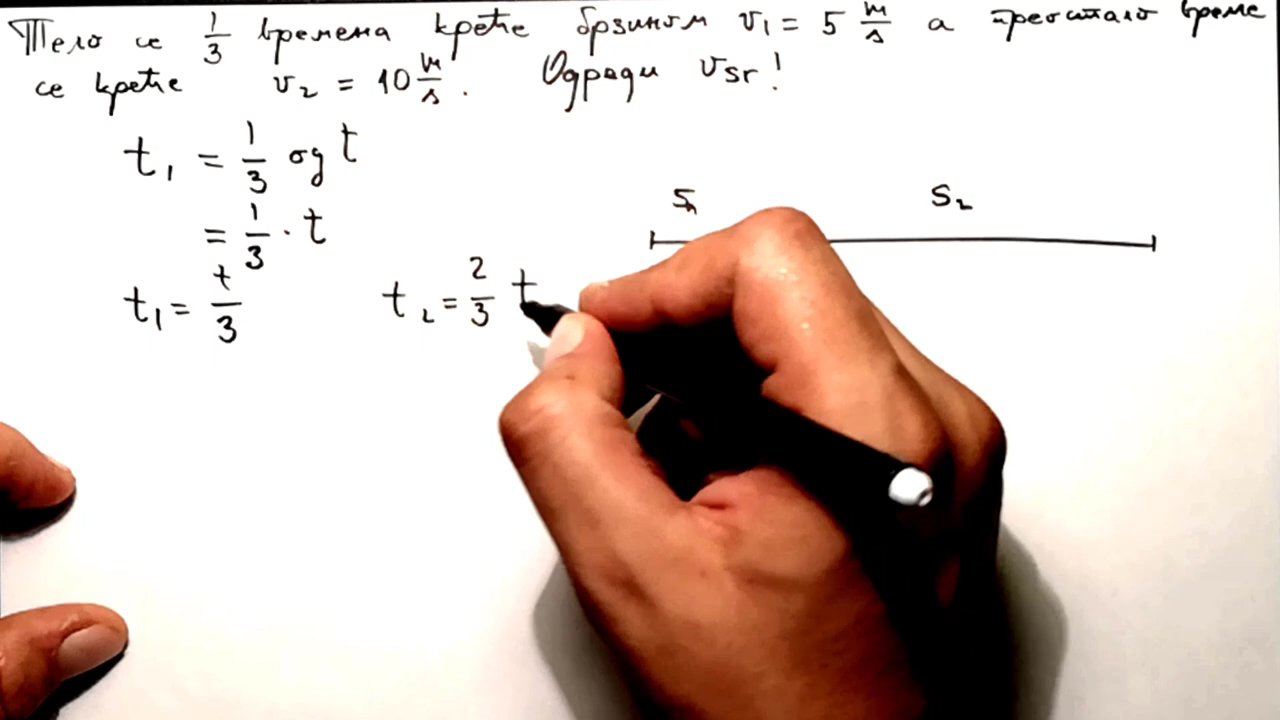 Тело се 1/3 времена креће брзином v₁ = 5 m/s а преостало време
се креће v₂ = 10 m/s. Одреди vsr!
t₁ = 1/3 од t
= 1/3 · t
S₁ S₂
t₁ = t/3 t₂ = 2/3 t